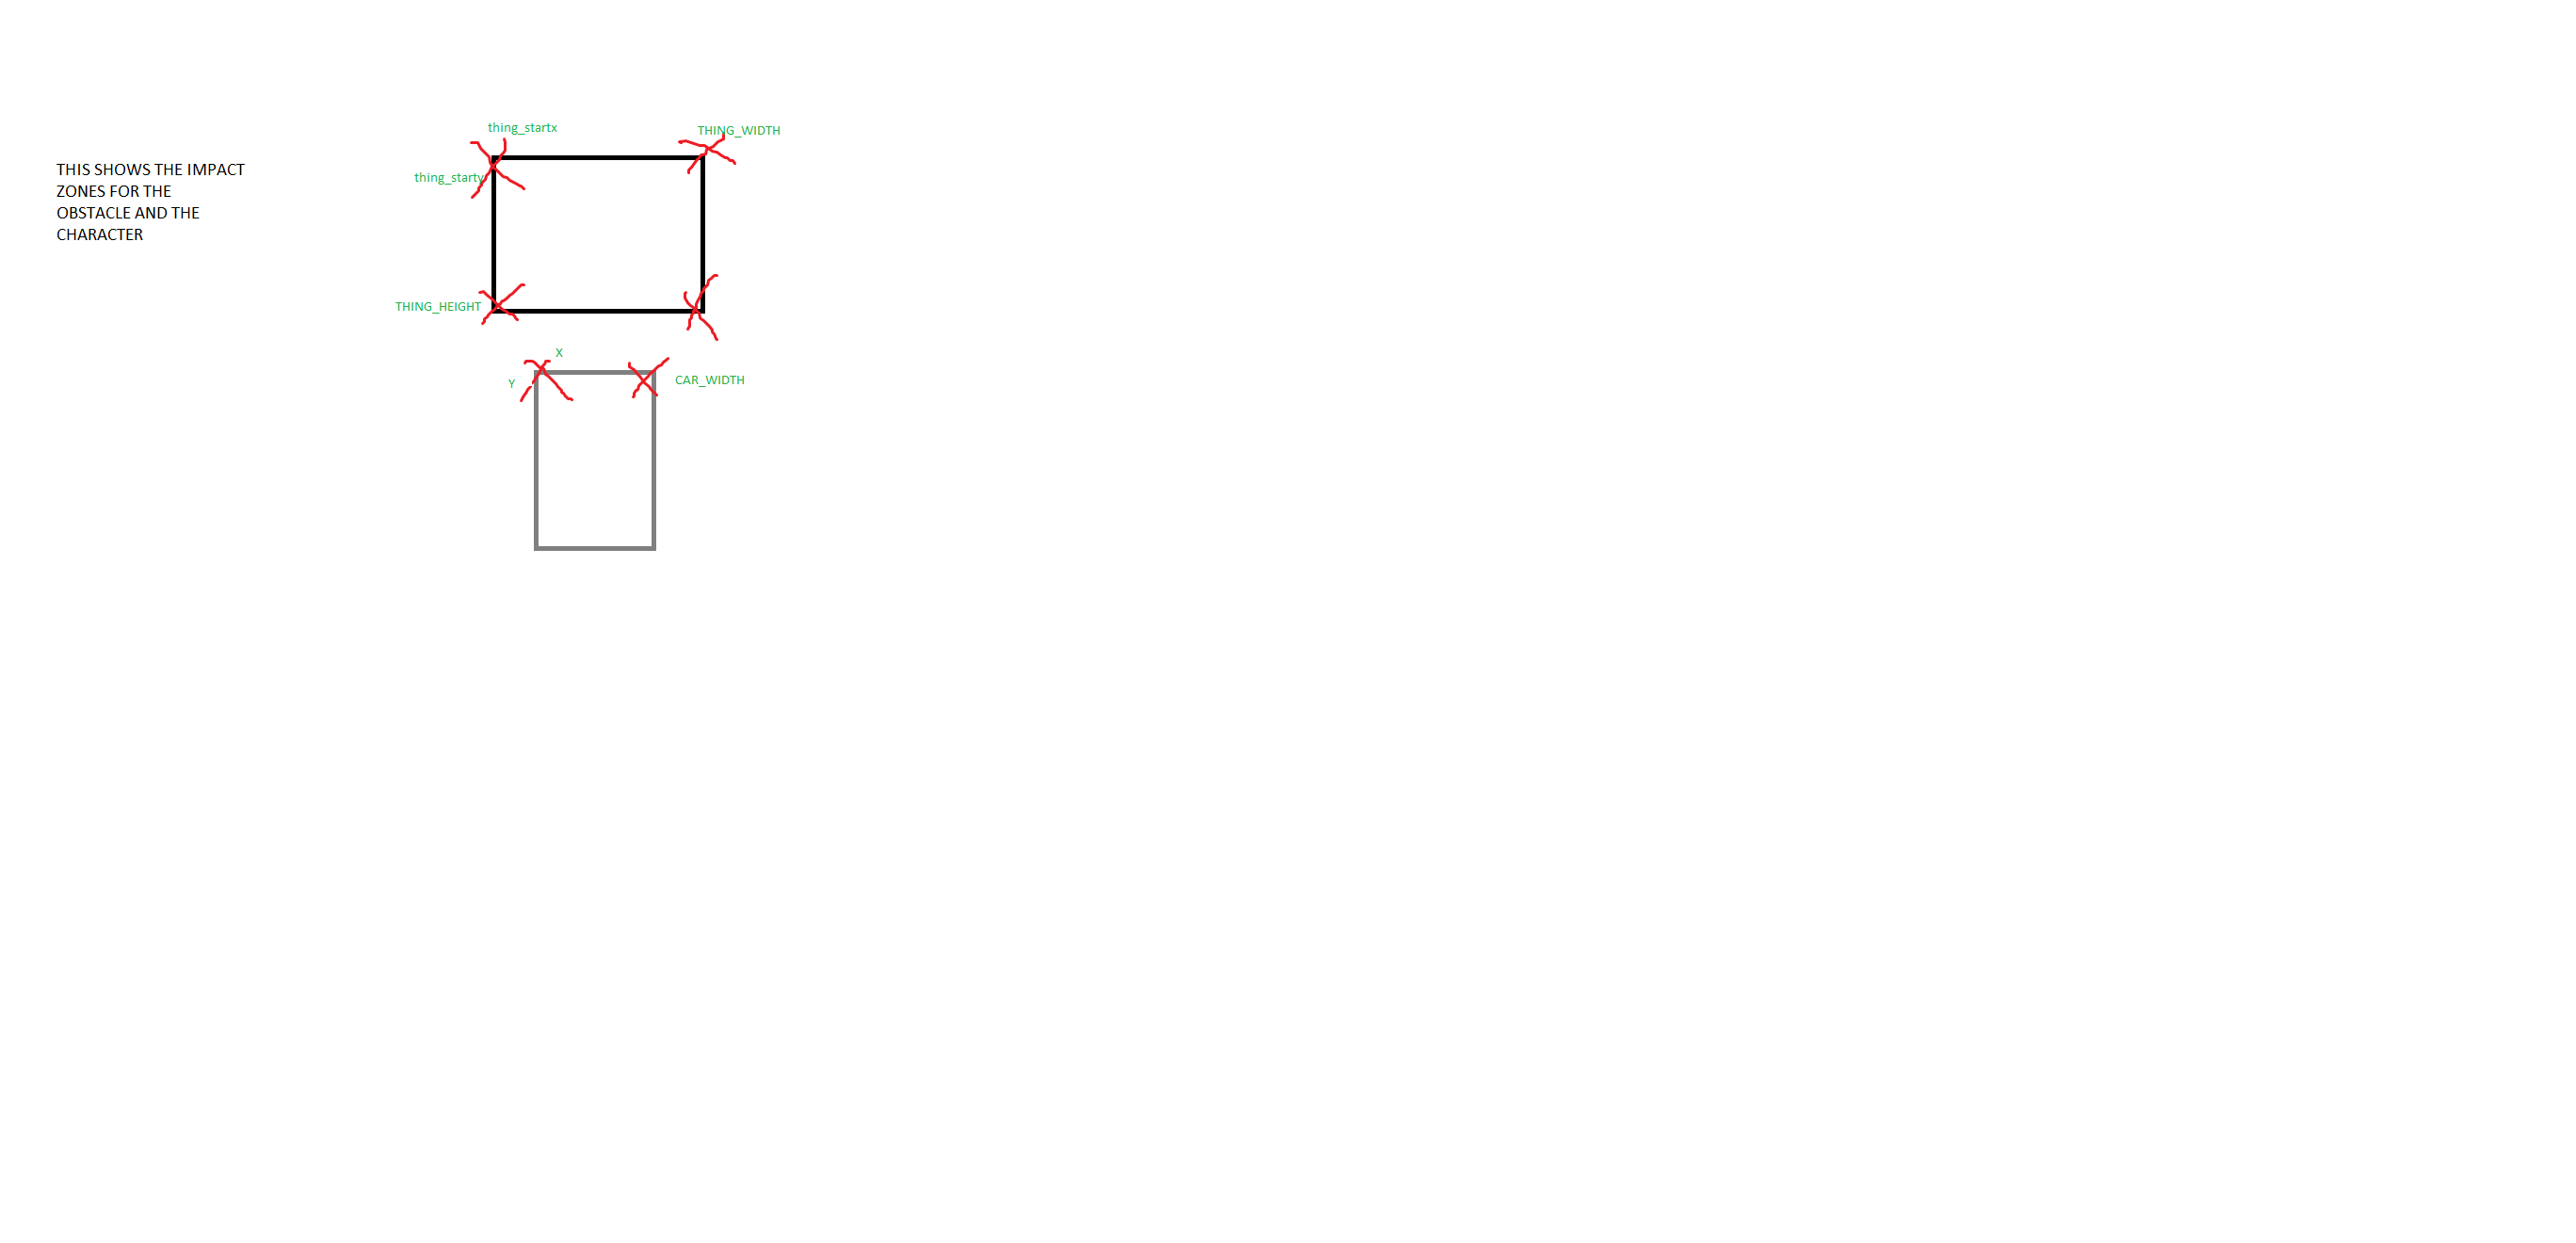 thing_startx
THING_WIDTH
THIS SHOWS THE IMPACT
ZONES FOR THE
OBSTACLE AND THE
CHARACTER
thing_starty
THING_HEIGHT
X
Y
CAR_WIDTH